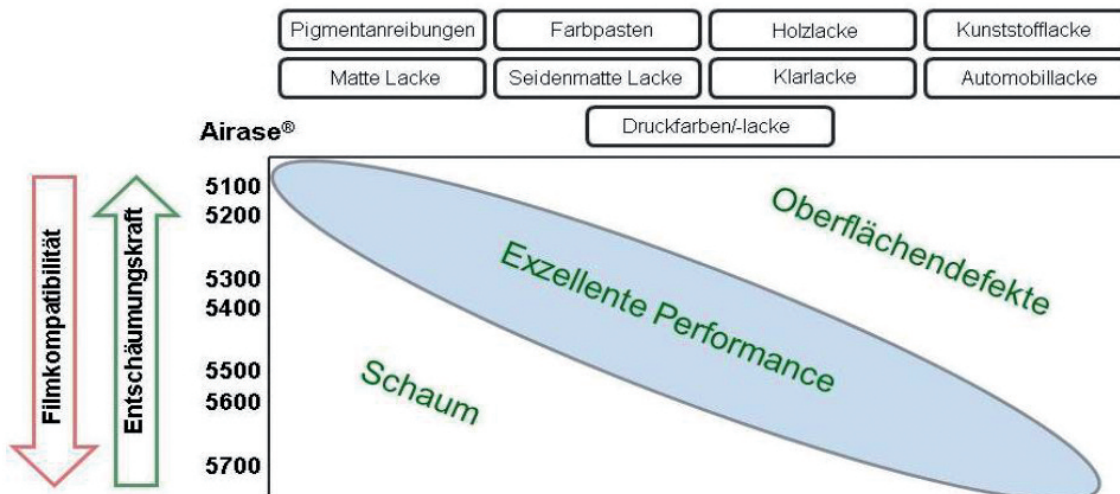 Pigmentanreibungen
Farbpasten
Holzlacke
Kunststofflacke
Matte Lacke
Seidenmatte Lacke
Klarlacke
Automobillacke
Druckfarben/-lacke
Airase®
Filmkompatibilität
Entschäumungskraft
5100
5200
5300
5400
5500
5600
5700
Oberflächendefekte
Exzellente Performance
Schaum